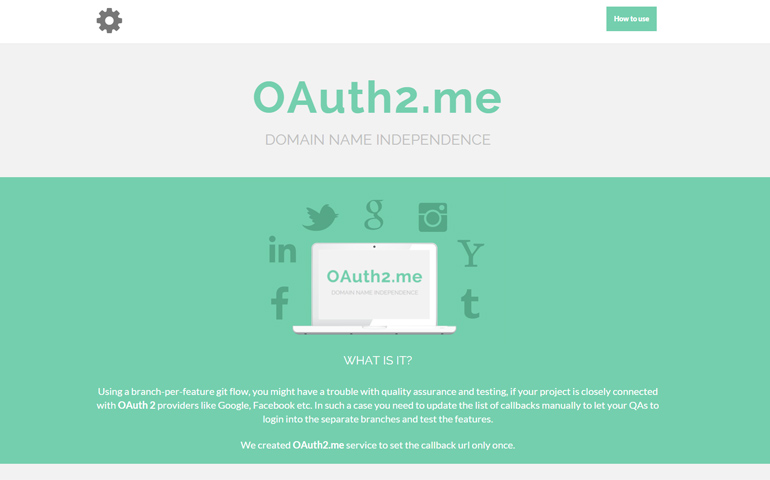 How to use
OAuth2.me
DOMAIN NAME INDEPENDENCE
OAuth2.me
DOMAIN NAME INDEPENDENCE
WHAT IS IT?
Using a branch-per-feature git flow, you might have a trouble with quality assurance and testing, if your project is closely connected
with OAuth 2 providers like Google, Facebook etc. In such a case you need to update the list of callbacks manually to let your QAs to
login into the separate branches and test the features.
We created OAuth2.me service to set the callback url only once.